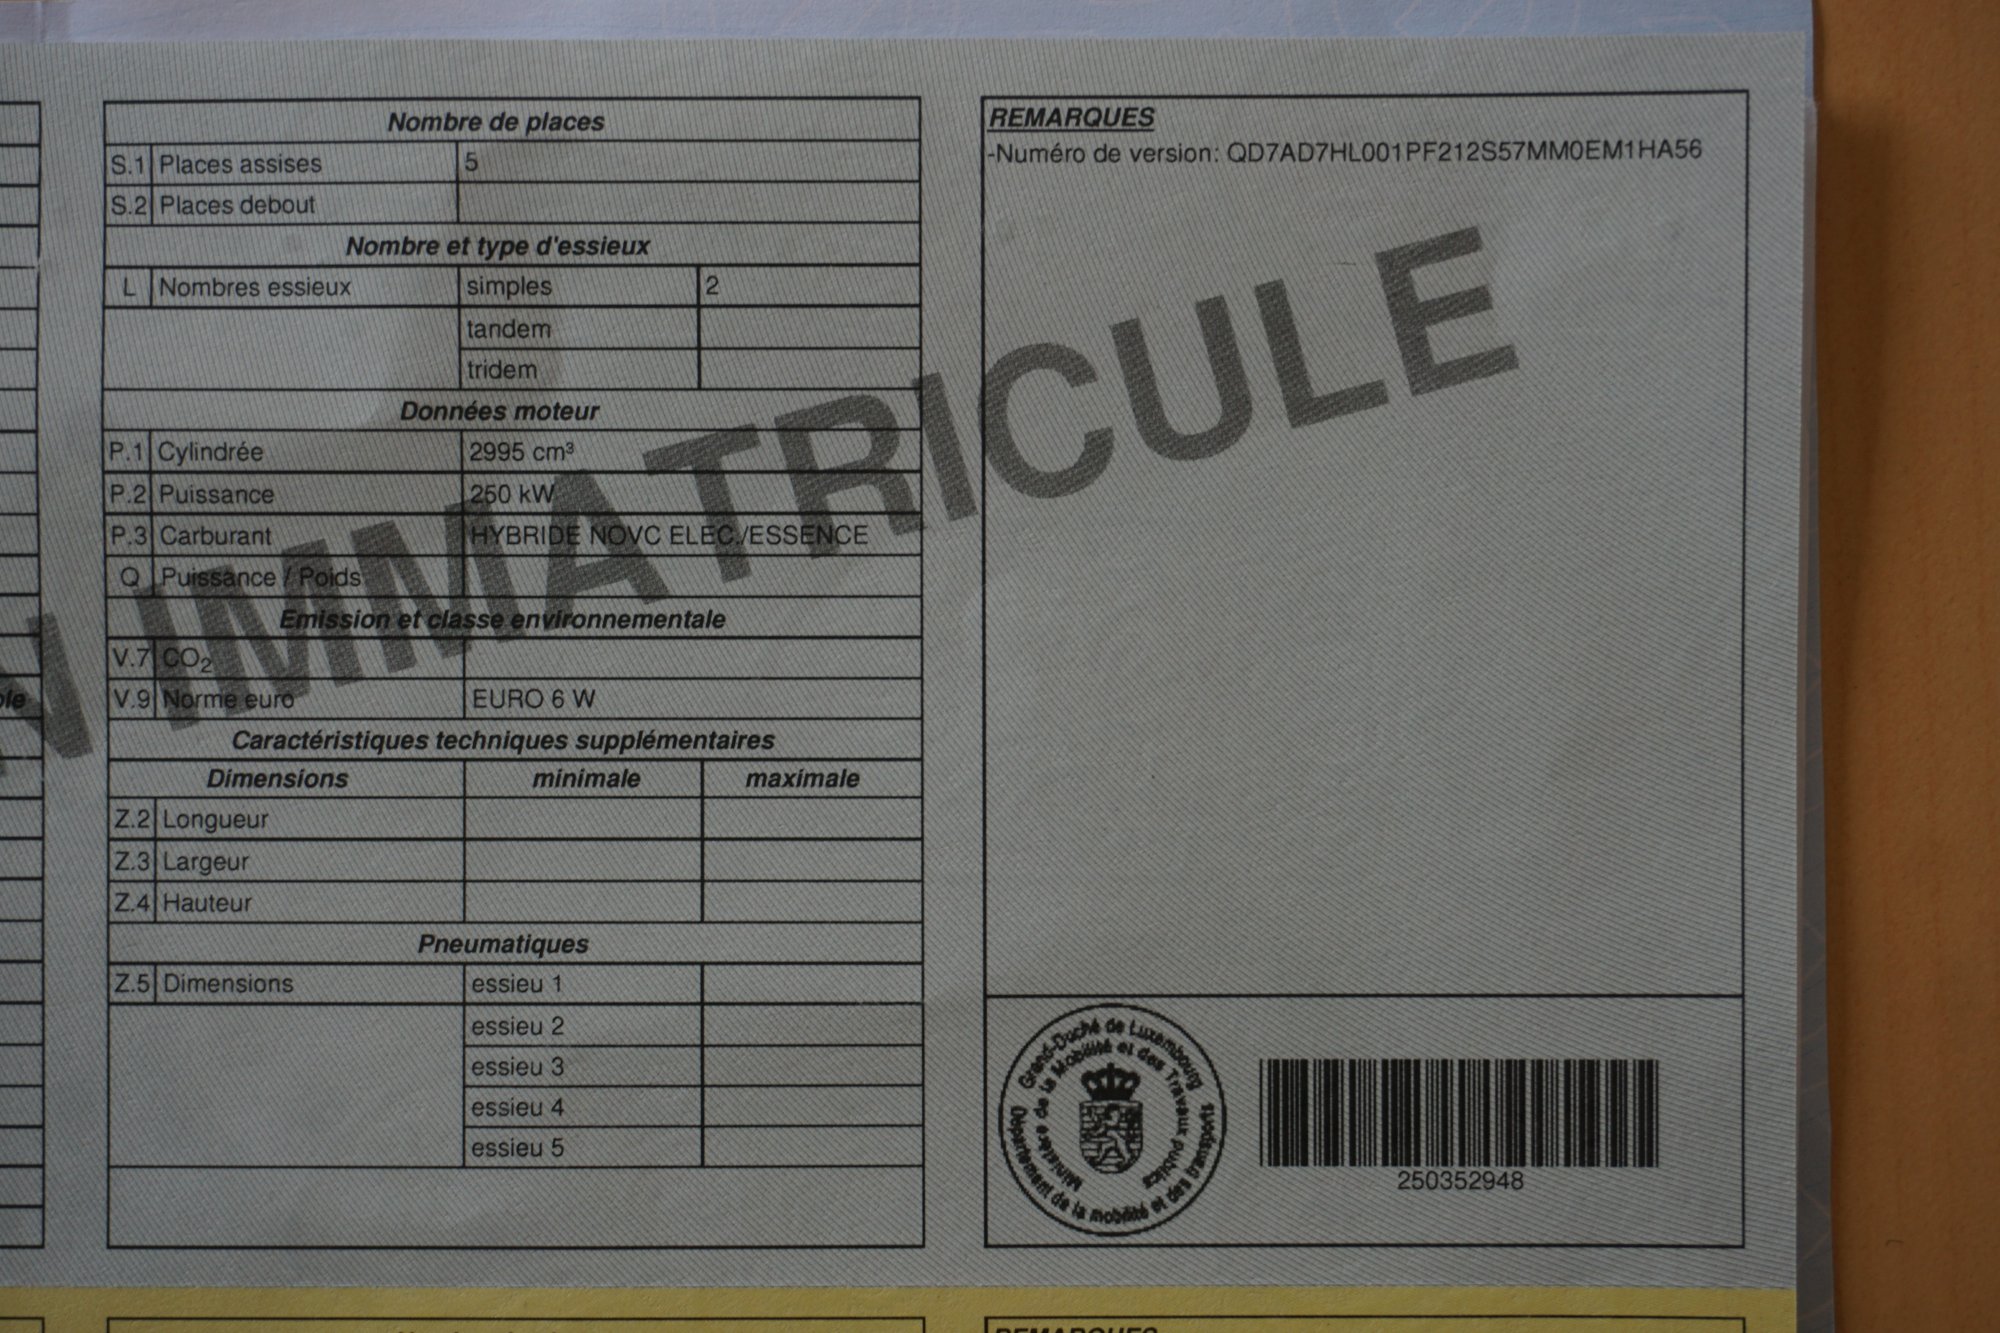 Nombre de places
S.1 Places assises 5
S.2 Places debout
Nombre et type d'essieux
L Nombres essieux simples 2
tandem
tridem
Données moteur
P.1 Cylindrée 2995 cm³
P.2 Puissance 250 kW
P.3 Carburant HYBRIDE NOVC ELEC./ESSENCE
Q Puissance / Poids
Emission et classe environnementale
V.7 CO₂
V.9 Norme euro EURO 6 W
Caractéristiques techniques supplémentaires
Dimensions minimale maximale
Z.2 Longueur
Z.3 Largeur
Z.4 Hauteur
Pneumatiques
Z.5 Dimensions essieu 1
essieu 2
essieu 3
essieu 4
essieu 5
N IMMATRICULE
REMARQUES
-Numéro de version: QD7AD7HL001PF212S57MM0EM1HA56
Grand-Duché de Luxembourg
Ministère de la Mobilité et des Travaux publics
Département de la mobilité et des transports
250352948
REMARQUES